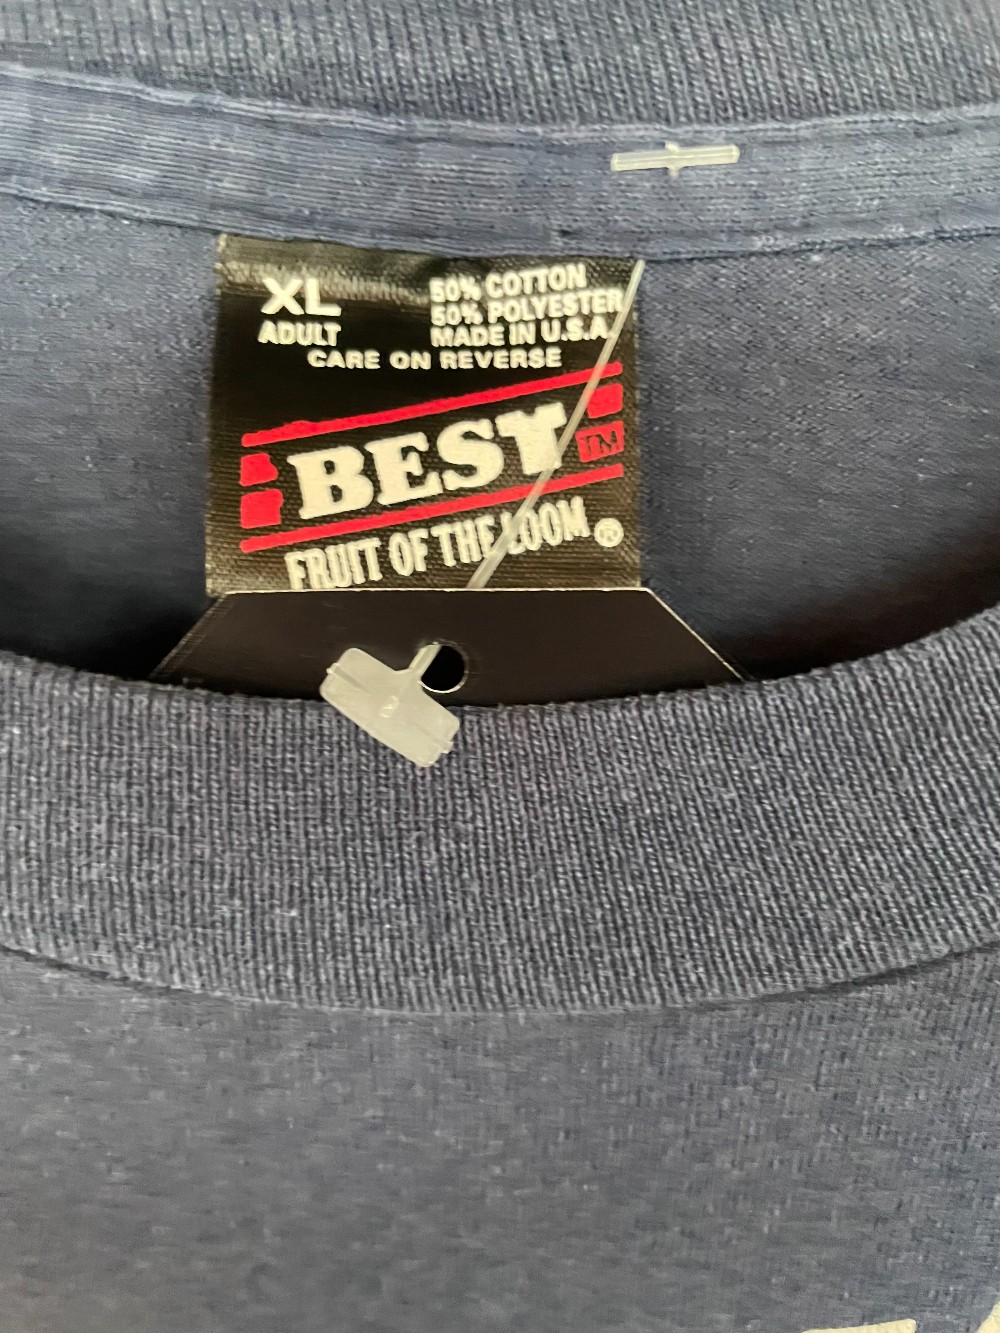 XL
ADULT
50% COTTON
50% POLYESTER
MADE IN U.S.A.
CARE ON REVERSE
BEST TM
FRUIT OF THE LOOM ®